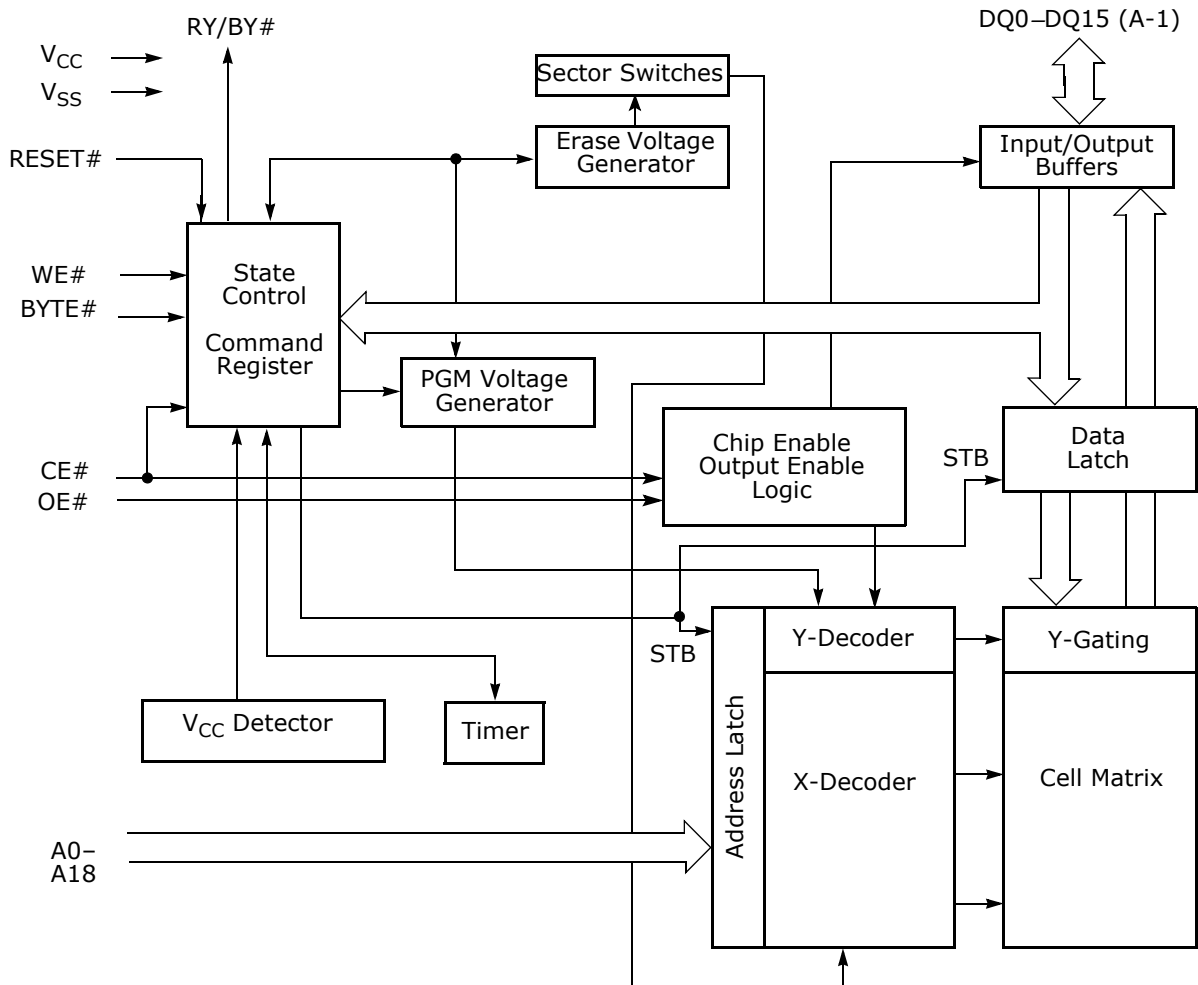 RY/BY#
DQ0–DQ15 (A-1)
VCC
VSS
Sector Switches
RESET#
Erase Voltage
Generator
Input/Output
Buffers
WE#
BYTE#
State
Control
Command
Register
PGM Voltage
Generator
Chip Enable
Output Enable
Logic
STB
Data
Latch
CE#
OE#
STB
Y-Decoder
Y-Gating
VCC Detector
Timer
Address Latch
X-Decoder
Cell Matrix
A0–
A18